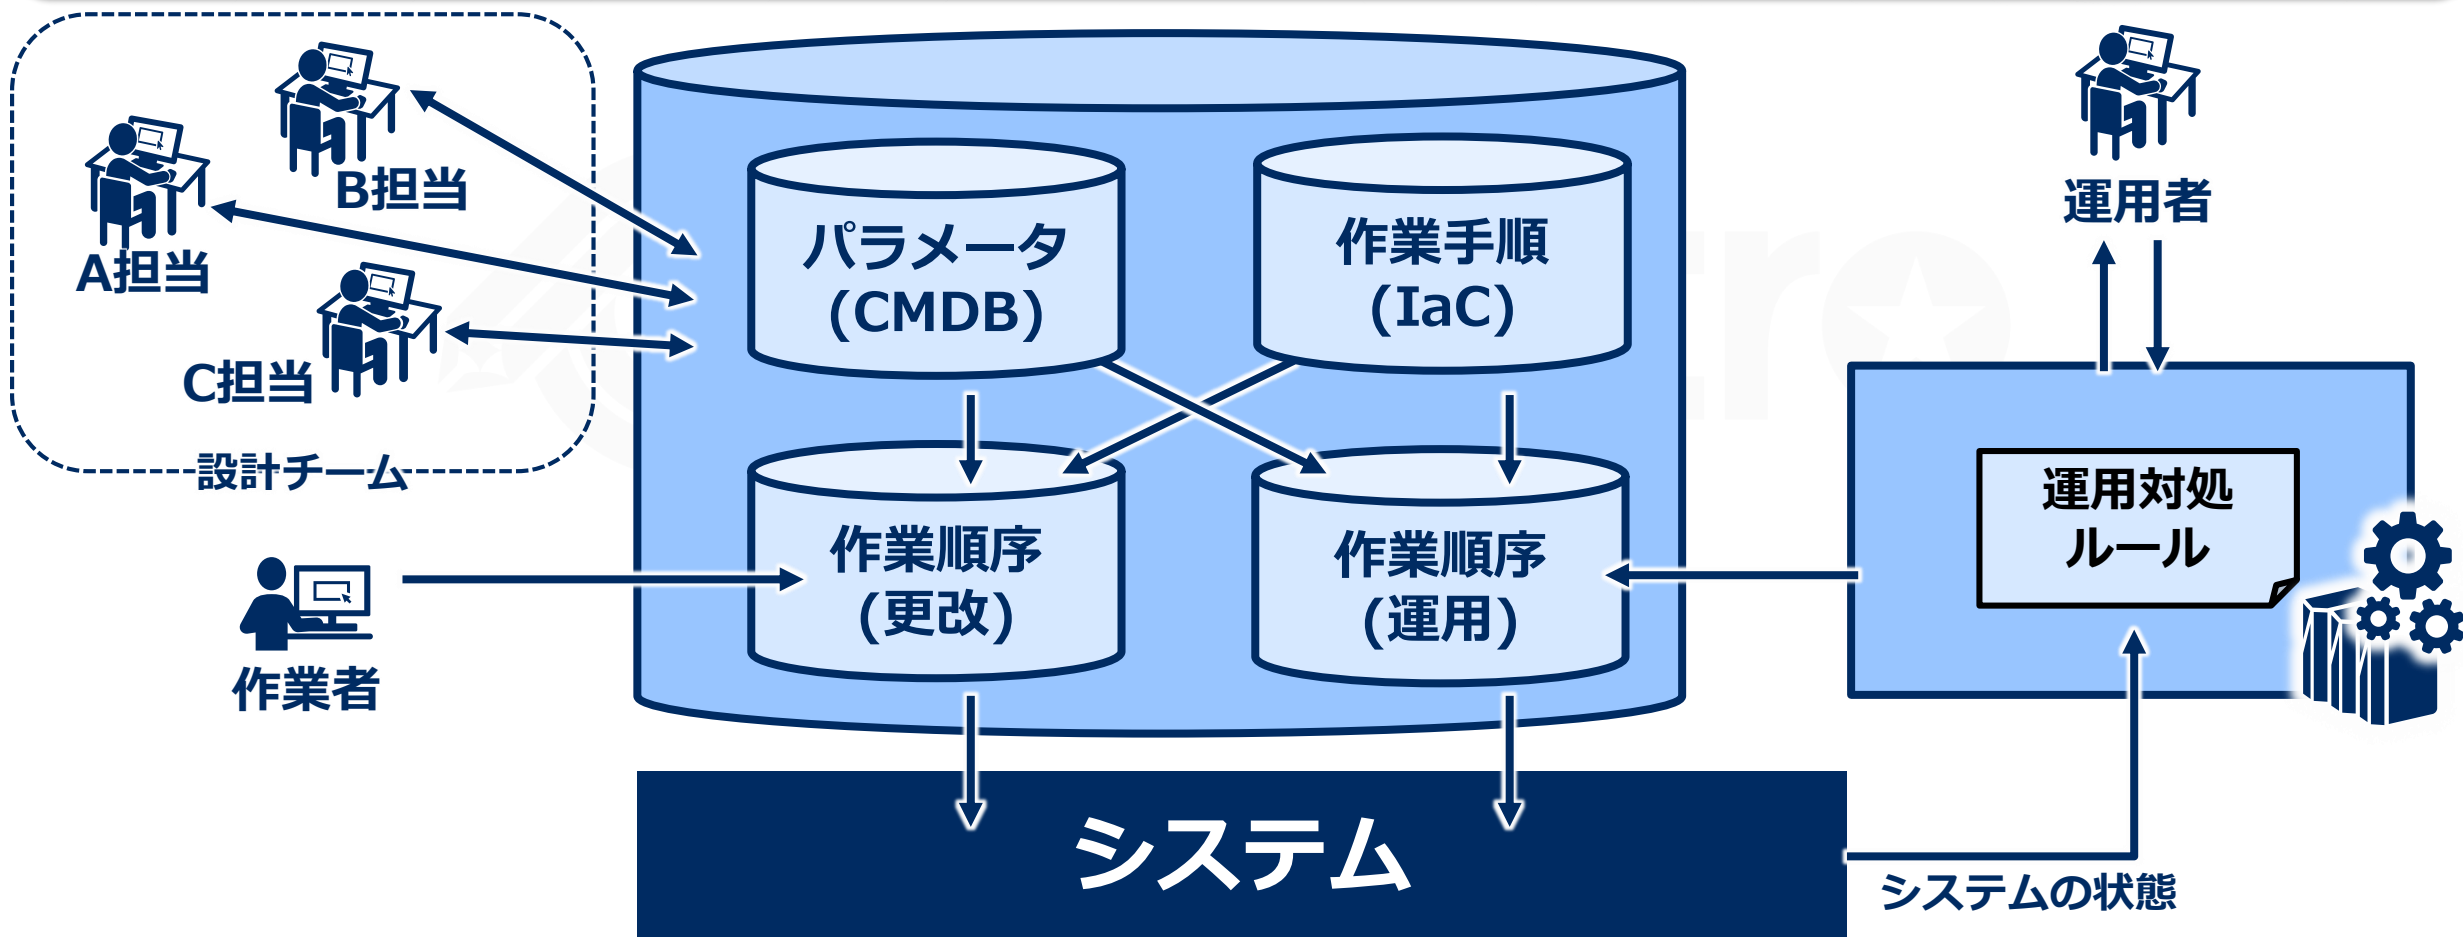 B担当
A担当
C担当
設計チーム
作業者
パラメータ
(CMDB)
作業手順
(IaC)
作業順序
(更改)
作業順序
(運用)
システム
運用者
運用対処
ルール
システムの状態